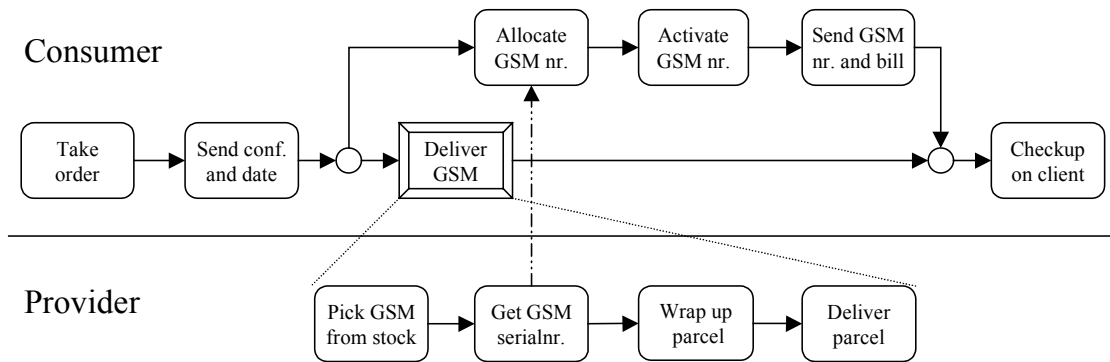 Consumer
Allocate
GSM nr.
Activate
GSM nr.
Send GSM
nr. and bill
Take
order
Send conf.
and date
Deliver
GSM
Checkup
on client
Provider
Pick GSM
from stock
Get GSM
serialnr.
Wrap up
parcel
Deliver
parcel